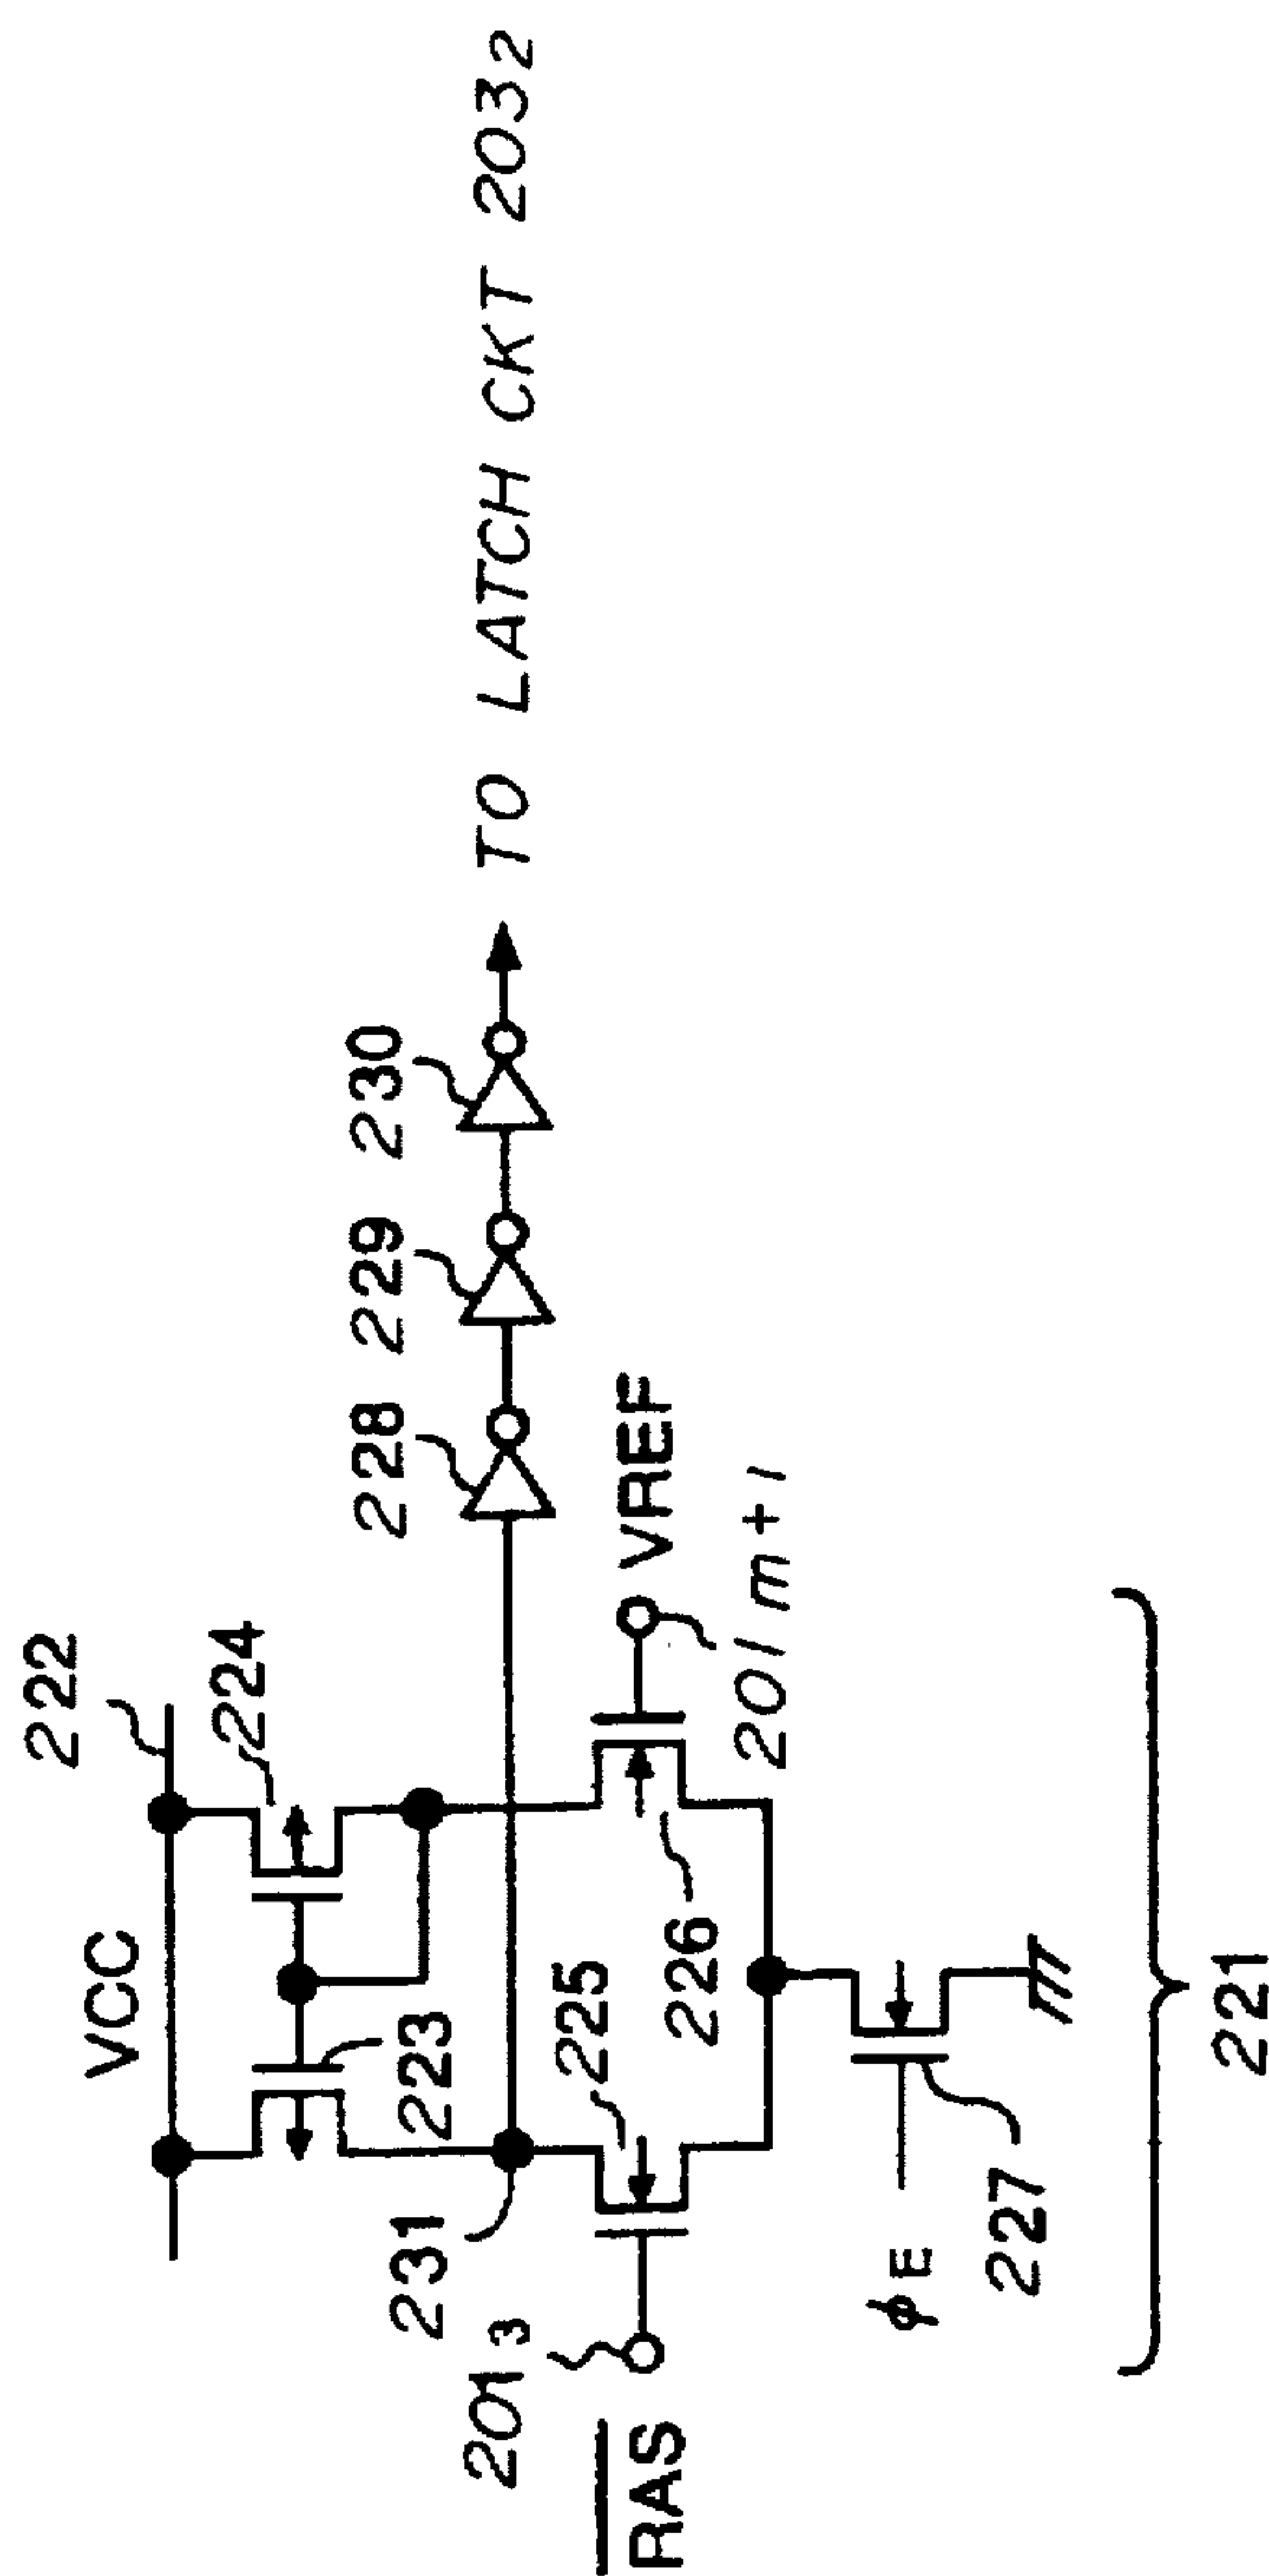 222
VCC
224
223
231
228 229 230
TO LATCH CKT 203₂
201₃
RAS
225
226
VREF
201m+1
ϕE
227
221